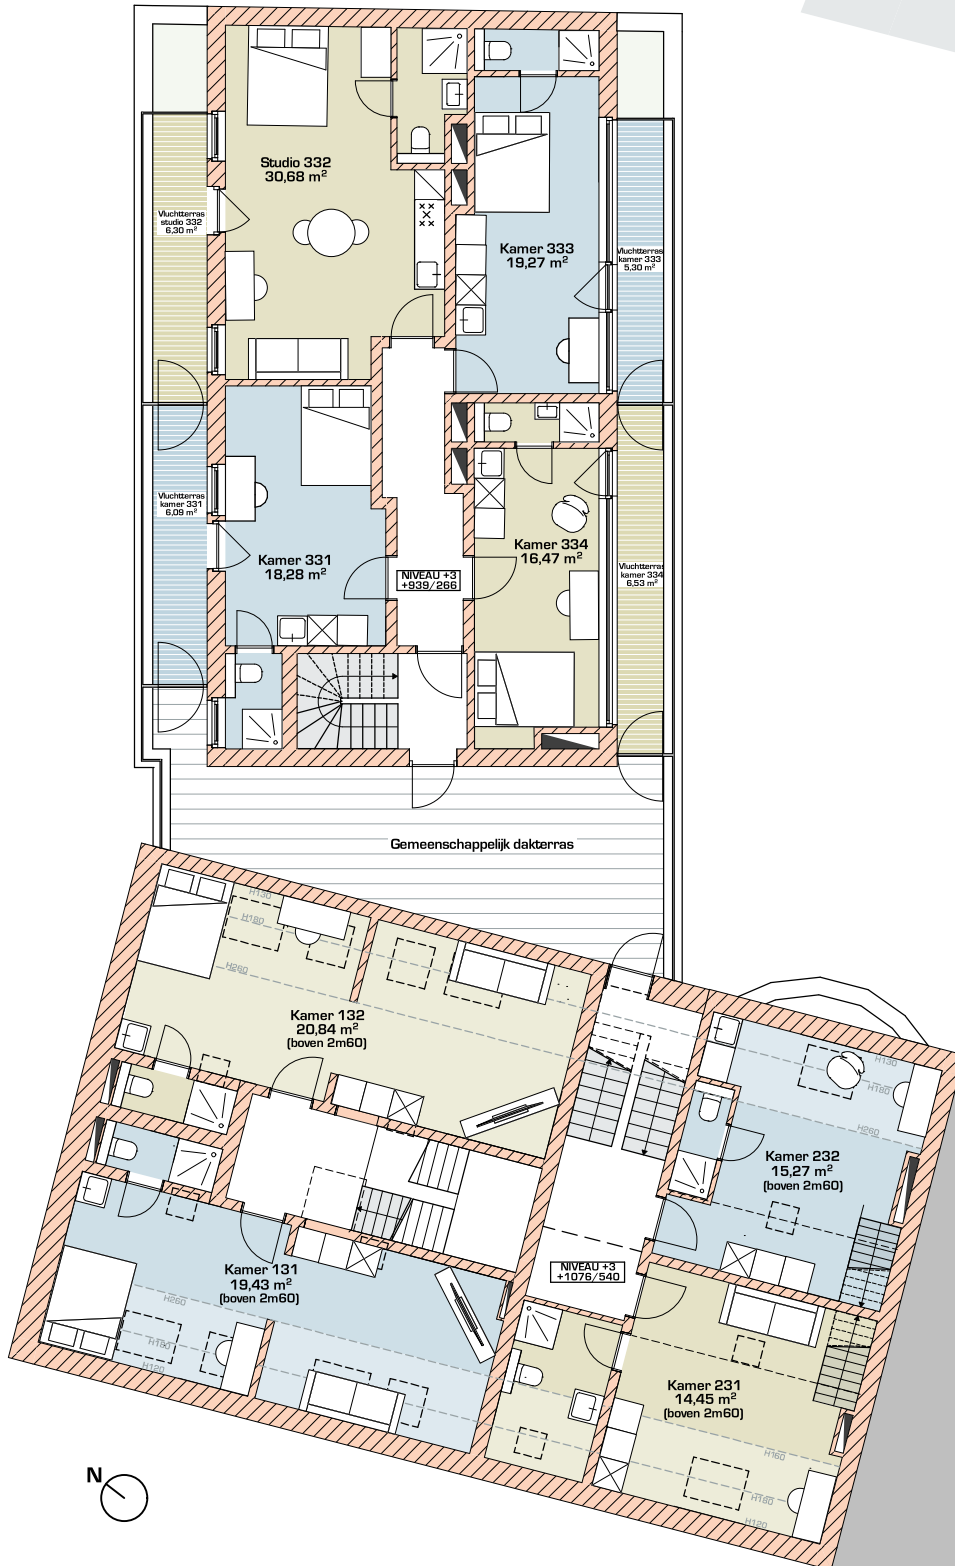 Studio 332
30,68 m²
Vluchtterras
studio 332
6,30 m²
Kamer 333
19,27 m²
Vluchtterras
kamer 333
5,30 m²
Vluchtterras
kamer 331
6,09 m²
Kamer 331
18,28 m²
NIVEAU +3
+939/266
Kamer 334
16,47 m²
Vluchtterras
kamer 334
6,53 m²
Gemeenschappelijk dakterras
H130
H180
H260
Kamer 132
20,84 m²
(boven 2m60)
H130
H180
H260
Kamer 232
15,27 m²
(boven 2m60)
Kamer 131
19,43 m²
(boven 2m60)
H260
H180
H120
NIVEAU +3
+1076/540
Kamer 231
14,45 m²
(boven 2m60)
H160
H180
H120
N